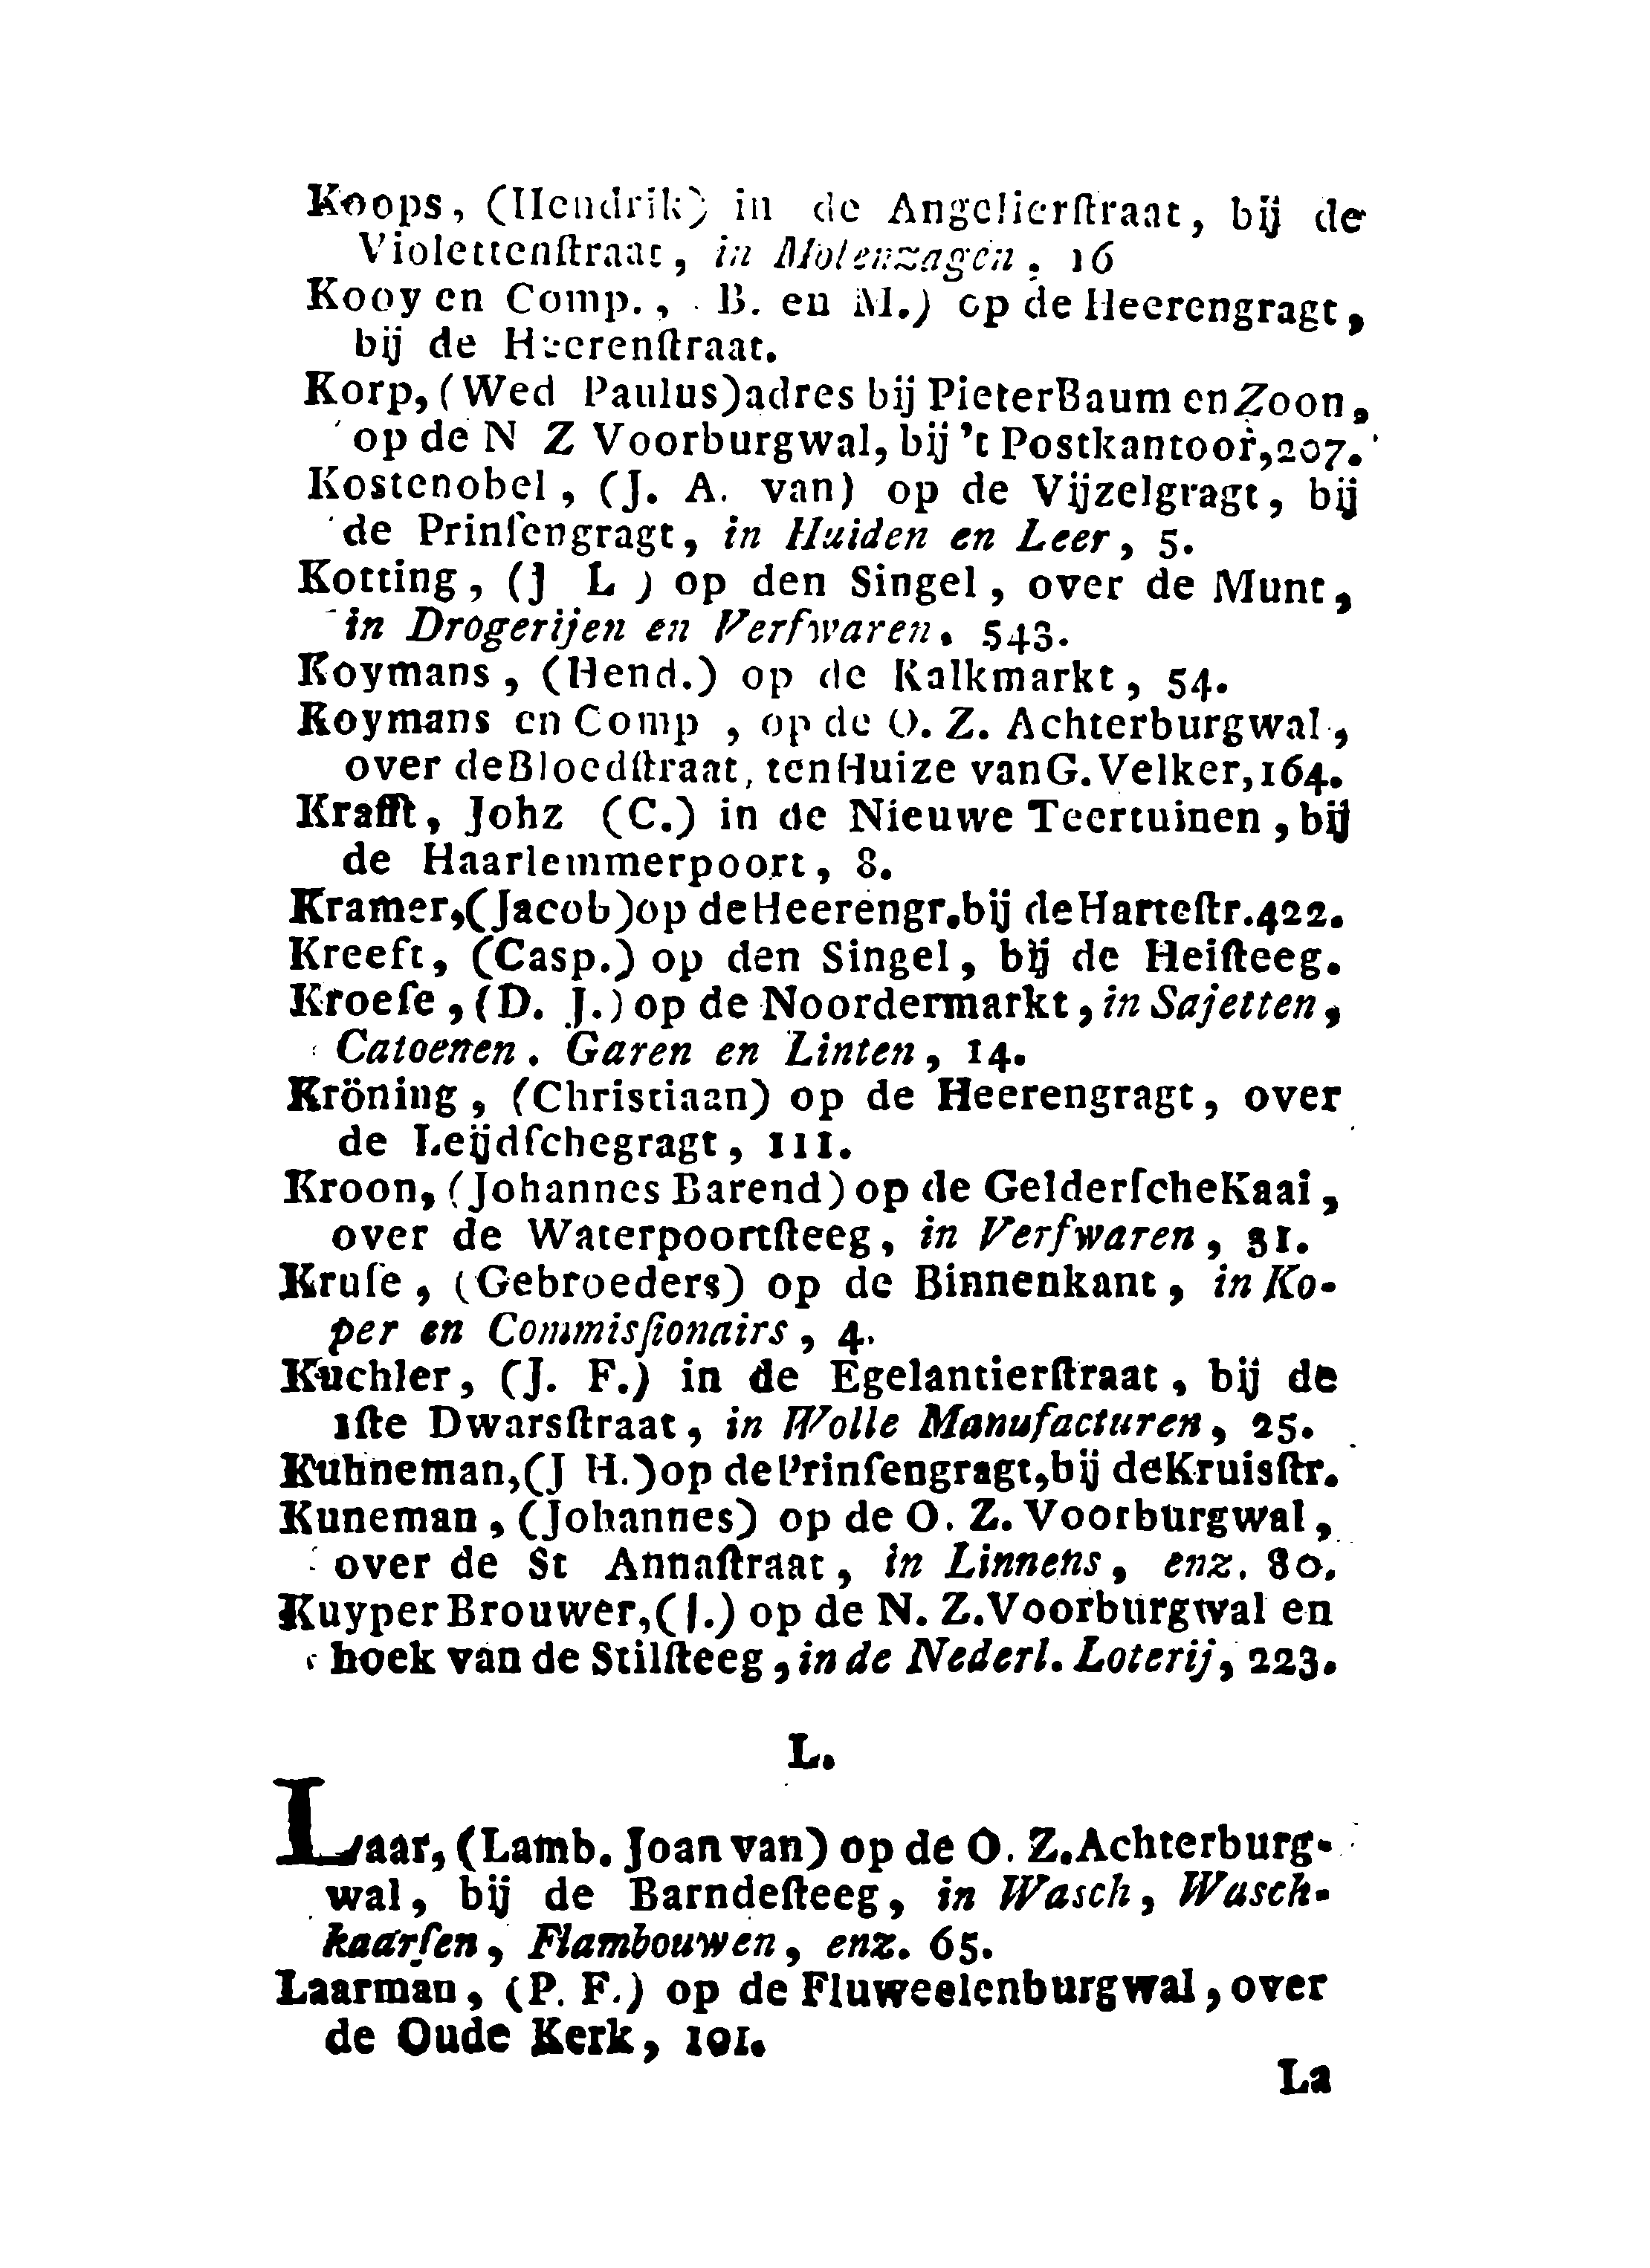 Koops, (Hendrik) in de Angelierſtraat, bij de
Violettenſtraat, in Molenzagen. 16
Kooy en Comp., B. en M.) op de Heerengragt,
bij de Heerenſtraat.
Korp, (Wed Paulus) adres bij Pieter Baum en Zoon,
op de N Z Voorburgwal, bij 't Postkantoor, 207.
Kostenobel, (J. A. van) op de Vijzelgragt, bij
de Prinſengragt, in Huiden en Leer, 5.
Kotting, (J L) op den Singel, over de Munt,
in Drogerijen en Verfwaren. 543.
Koymans, (Hend.) op de Kalkmarkt, 54.
Koymans en Comp, op de O. Z. Achterburgwal,
over de Bloedſtraat, ten Huize van G. Velker, 164.
Krafft, Johz (C.) in de Nieuwe Teertuinen, bij
de Haarlemmerpoort, 8.
Kramer, (Jacob) op de Heerengr. bij de Harteſtr. 422.
Kreeft, (Casp.) op den Singel, bij de Heiſteeg.
Kroeſe, (D. J.) op de Noordermarkt, in Sajetten,
Catoenen. Garen en Linten, 14.
Kröning, (Christiaan) op de Heerengragt, over
de Leijdſchegragt, 111.
Kroon, (Johannes Barend) op de Gelderſche Kaai,
over de Waterpoortſteeg, in Verfwaren, 31.
Kruſe, (Gebroeders) op de Binnenkant, in Ko-
per en Commisſionairs, 4.
Kuchler, (J. F.) in de Egelantierſtraat, bij de
1ſte Dwarsſtraat, in Wolle Manufacturen, 25.
Kuhneman, (J H.) op de Prinſengragt, bij de Kruisſtr.
Kuneman, (Johannes) op de O. Z. Voorburgwal,
over de St Annaſtraat, in Linnens, enz. 80.
Kuyper Brouwer, (J.) op de N. Z. Voorburgwal en
hoek van de Stilſteeg, in de Nederl. Loterij, 223.
L.
Laar, (Lamb. Joan van) op de O. Z. Achterburg-
wal, bij de Barndeſteeg, in Wasch, Wasch-
kaarſen, Flambouwen, enz. 65.
Laarman, (P. F.) op de Fluweelenburgwal, over
de Oude Kerk, 101.
La